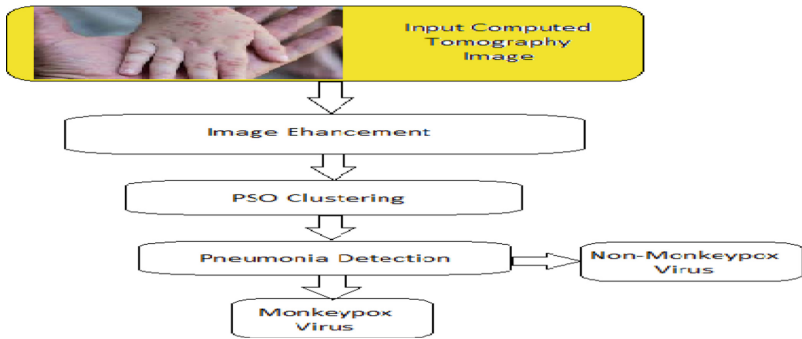 Input Computed
Tomography
Image
Image Ehancement
PSO Clustering
Pneumonia Detection
Non-Monkeypox
Virus
Monkeypox
Virus